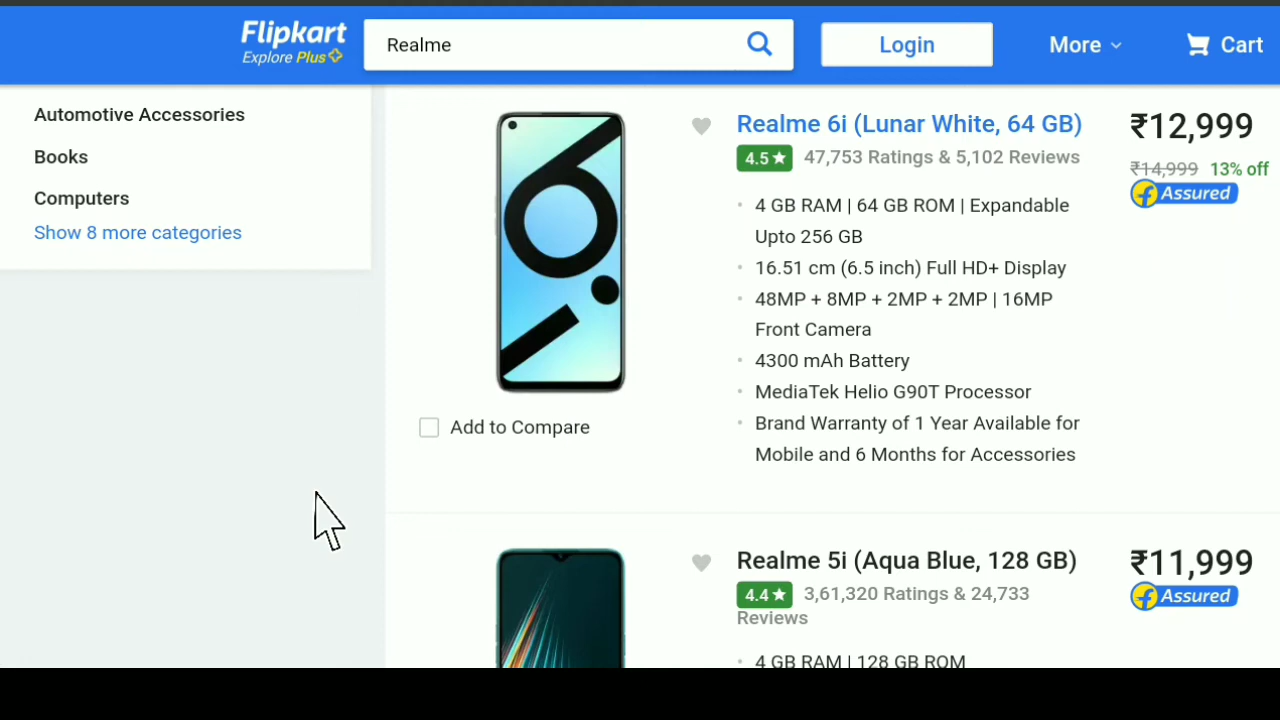 Flipkart
Explore Plus
Realme
Login
More
Cart
Automotive Accessories
Books
Computers
Show 8 more categories
Add to Compare
Realme 6i (Lunar White, 64 GB)
4.5★ 47,753 Ratings & 5,102 Reviews
4 GB RAM | 64 GB ROM | Expandable
Upto 256 GB
16.51 cm (6.5 inch) Full HD+ Display
48MP + 8MP + 2MP + 2MP | 16MP
Front Camera
4300 mAh Battery
MediaTek Helio G90T Processor
Brand Warranty of 1 Year Available for
Mobile and 6 Months for Accessories
₹12,999
₹14,999 13% off
f Assured
Realme 5i (Aqua Blue, 128 GB)
4.4★ 3,61,320 Ratings & 24,733
Reviews
4 GB RAM | 128 GB ROM
₹11,999
f Assured